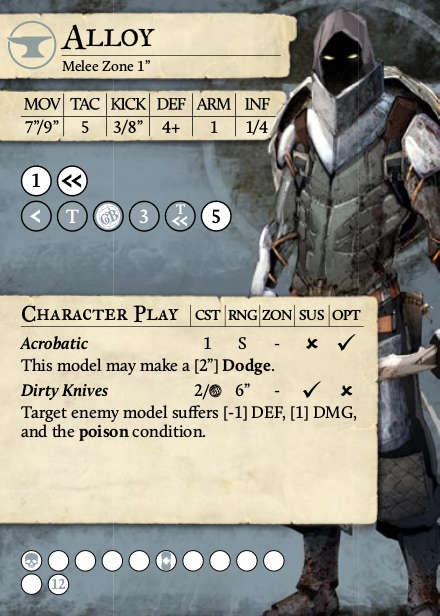 Alloy
Melee Zone 1”
MOV TAC KICK DEF ARM INF
7”/9” 5 3/8” 4+ 1 1/4
1 <<
< T GB 3 T<< 5
Character Play CST RNG ZON SUS OPT
Acrobatic 1 S - ✘ ✓
This model may make a [2”] Dodge.
Dirty Knives 2/GB 6” - ✓ ✘
Target enemy model suffers [-1] DEF, [1] DMG,
and the poison condition.
12